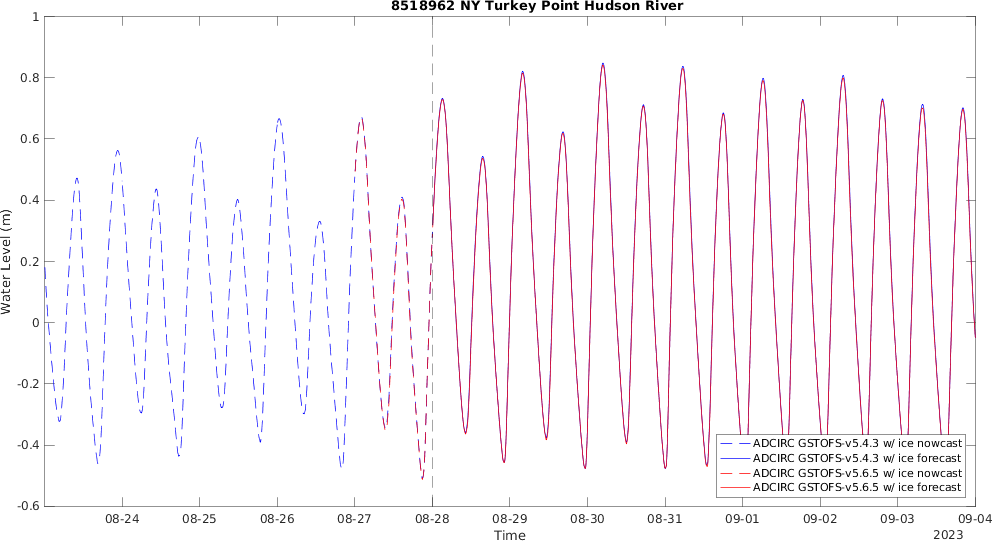 8518962 NY Turkey Point Hudson River
Water Level (m)
1
0.8
0.6
0.4
0.2
0
-0.2
-0.4
-0.6
ADCIRC GSTOFS-v5.4.3 w/ ice nowcast
ADCIRC GSTOFS-v5.4.3 w/ ice forecast
ADCIRC GSTOFS-v5.6.5 w/ ice nowcast
ADCIRC GSTOFS-v5.6.5 w/ ice forecast
08-24 08-25 08-26 08-27 08-28 08-29 08-30 08-31 09-01 09-02 09-03 09-04
Time
2023